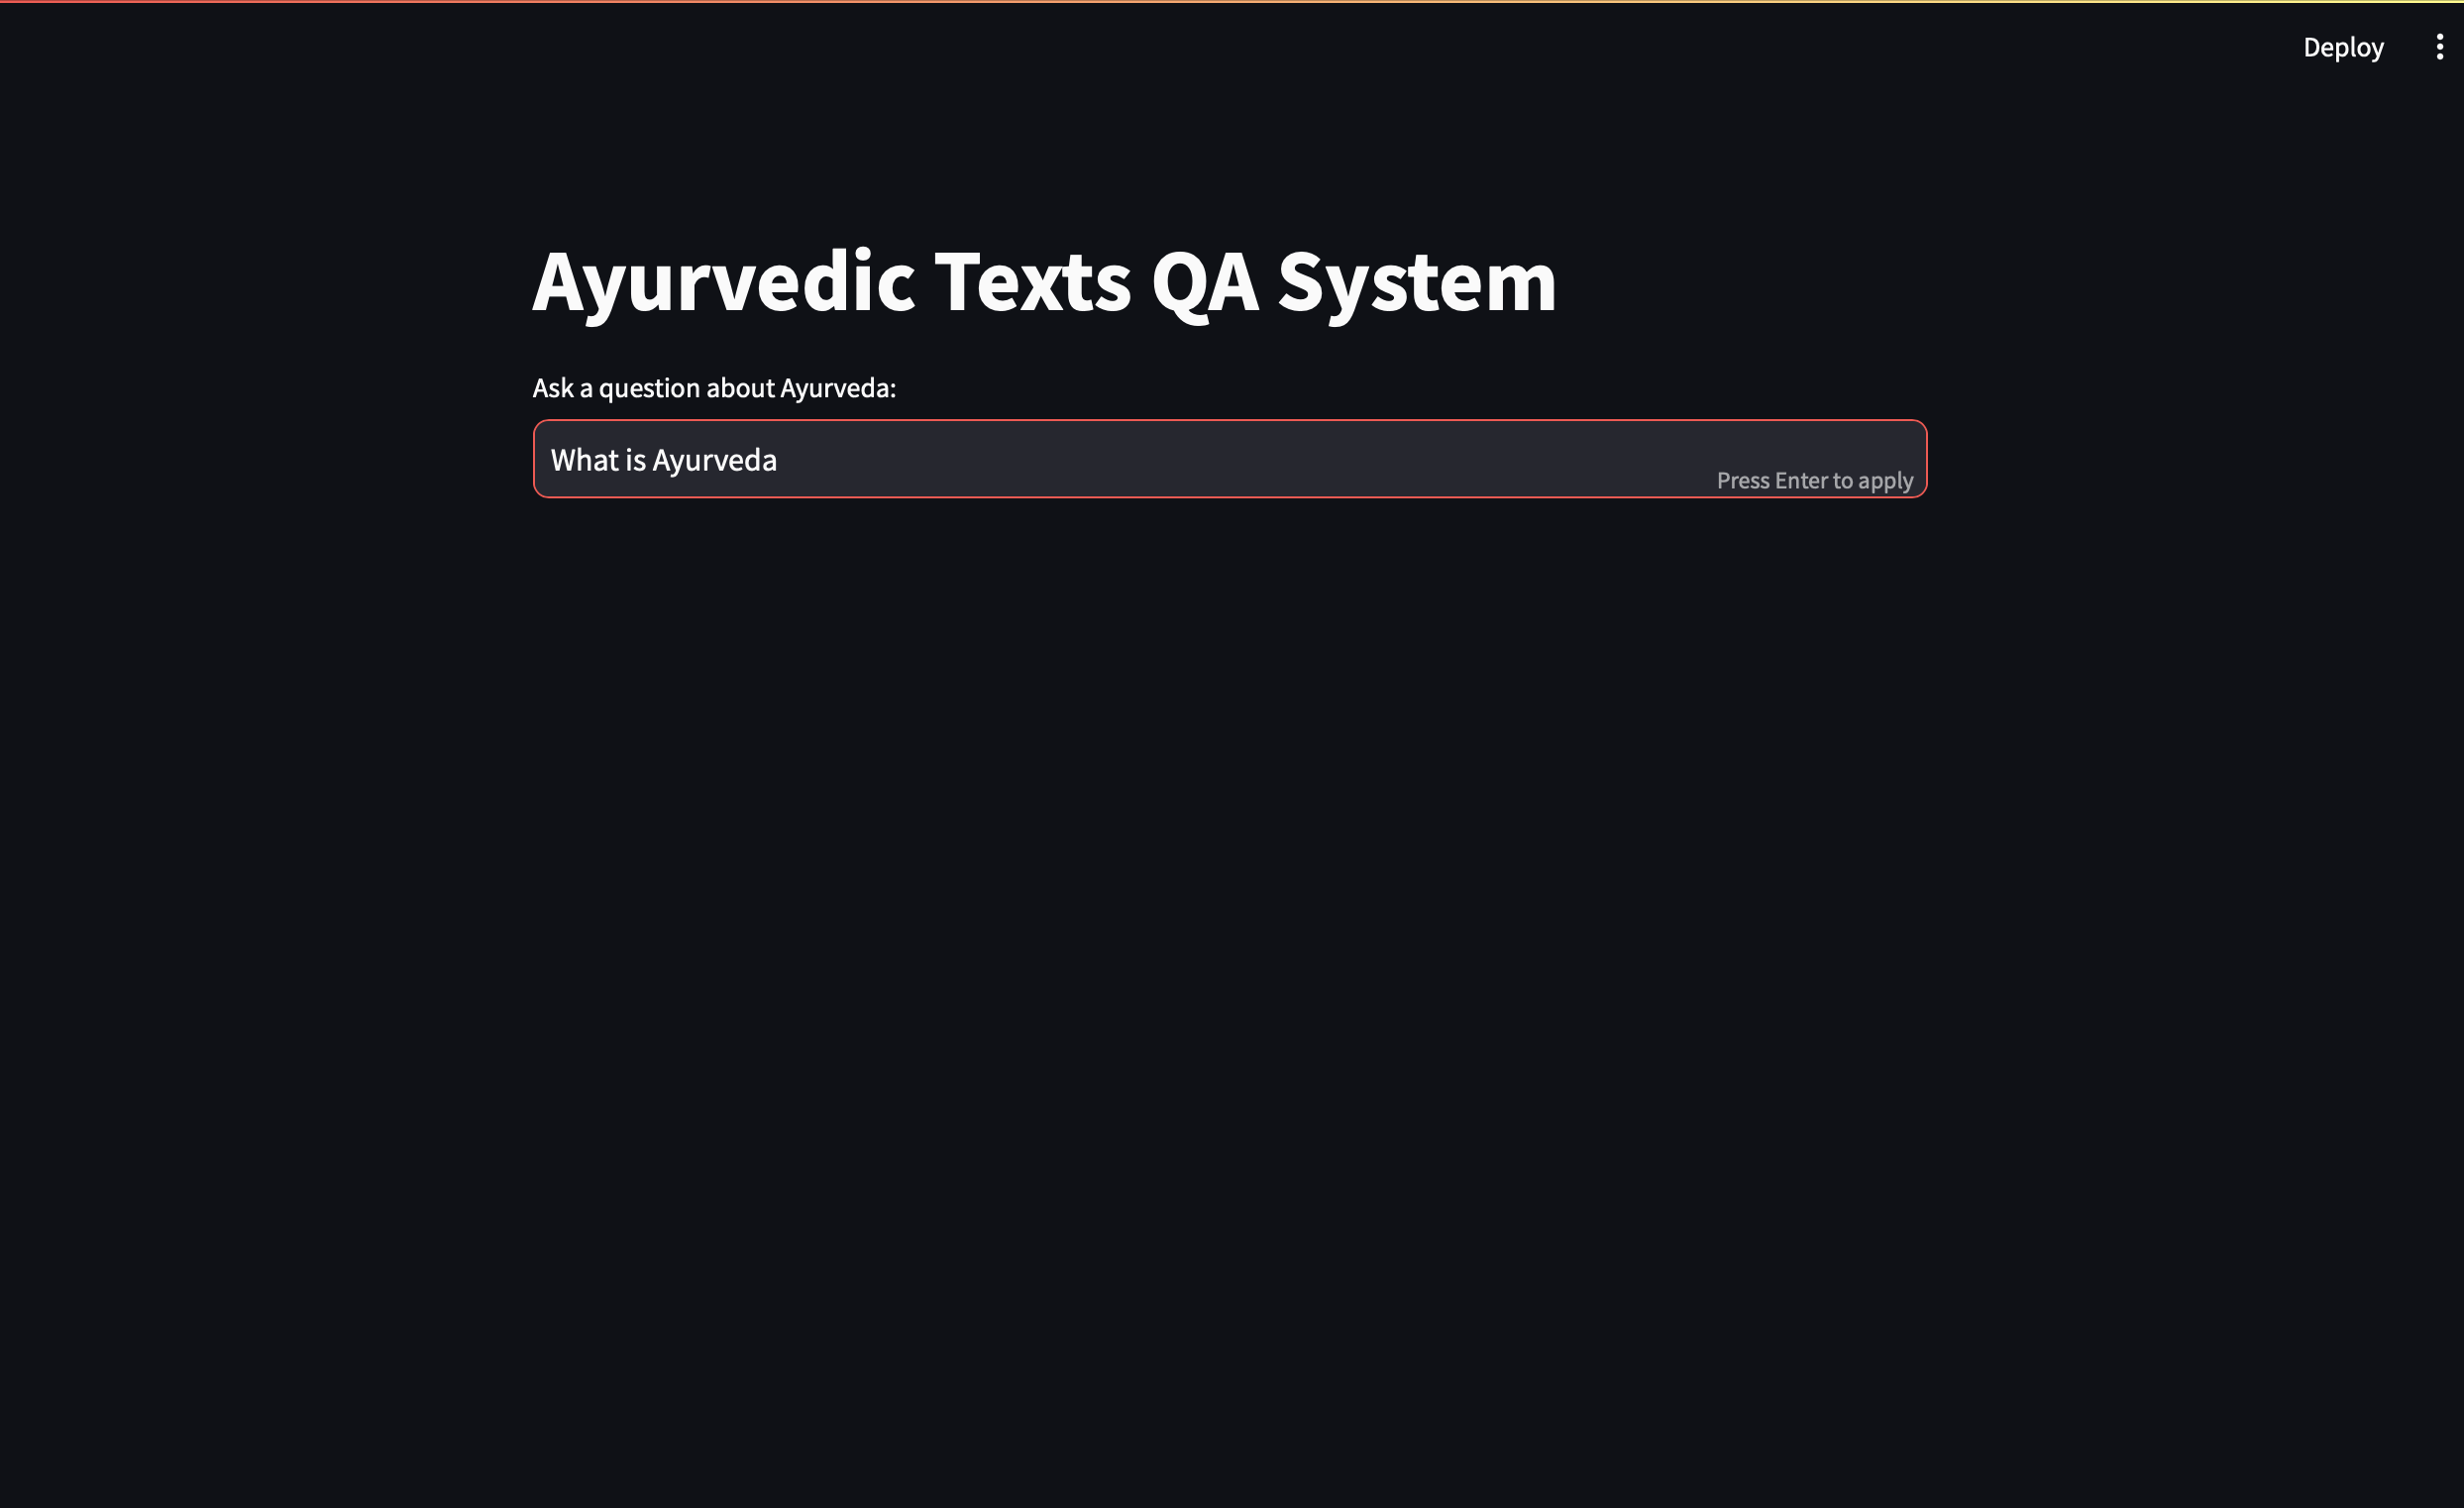 Deploy
Ayurvedic Texts QA System
Ask a question about Ayurveda:
What is Ayurveda
Press Enter to apply